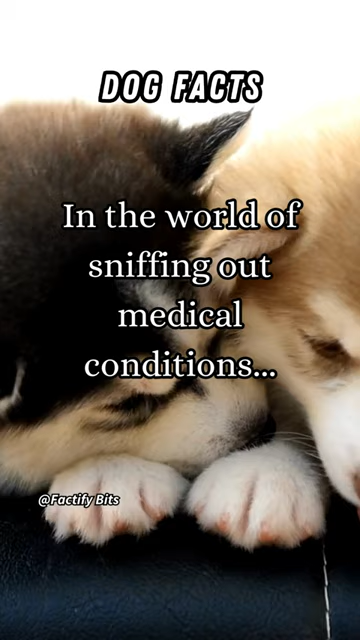 DOG FACTS
In the world of
sniffing out
medical
conditions...
@Factify Bits